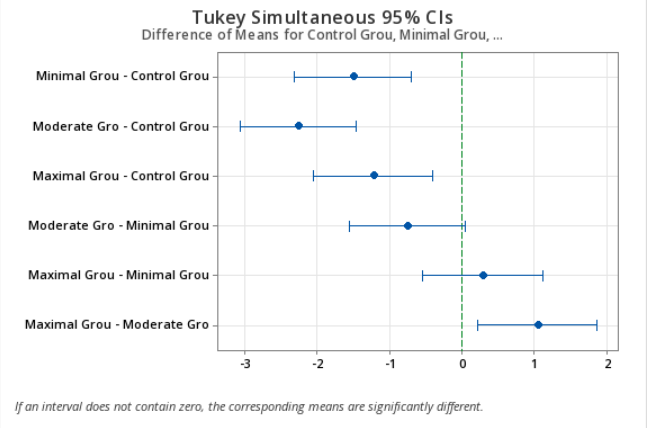 Tukey Simultaneous 95% CIs
Difference of Means for Control Grou, Minimal Grou, ...
Minimal Grou - Control Grou
Moderate Gro - Control Grou
Maximal Grou - Control Grou
Moderate Gro - Minimal Grou
Maximal Grou - Minimal Grou
Maximal Grou - Moderate Gro
-3 -2 -1 0 1 2
If an interval does not contain zero, the corresponding means are significantly different.